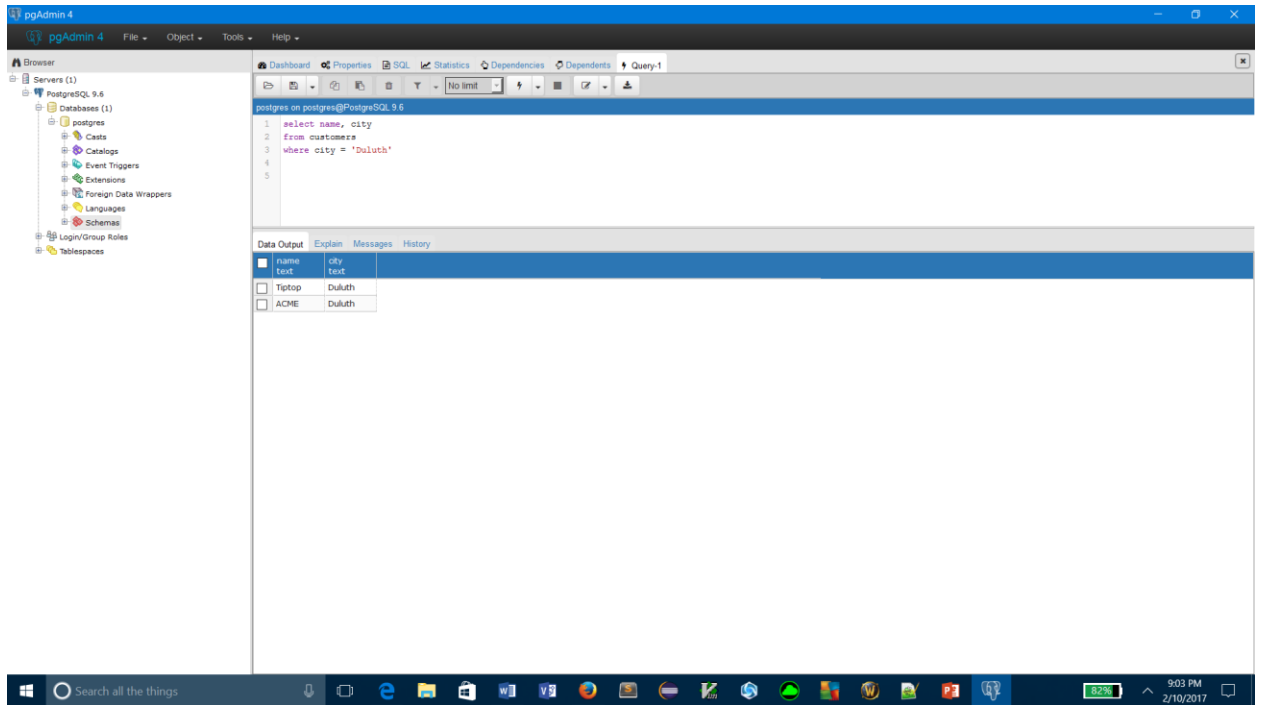 pgAdmin 4
pgAdmin 4 File Object Tools Help
Browser
Dashboard Properties SQL Statistics Dependencies Dependents Query-1
Servers (1)
PostgreSQL 9.6
Databases (1)
postgres
Casts
Catalogs
Event Triggers
Extensions
Foreign Data Wrappers
Languages
Schemas
Login/Group Roles
Tablespaces
No limit
postgres on postgres@PostgreSQL 9.6
1 select name, city
2 from customers
3 where city = 'Duluth'
4
5
Data Output Explain Messages History
name city
text text
Tiptop Duluth
ACME Duluth
Search all the things
82%
9:03 PM
2/10/2017